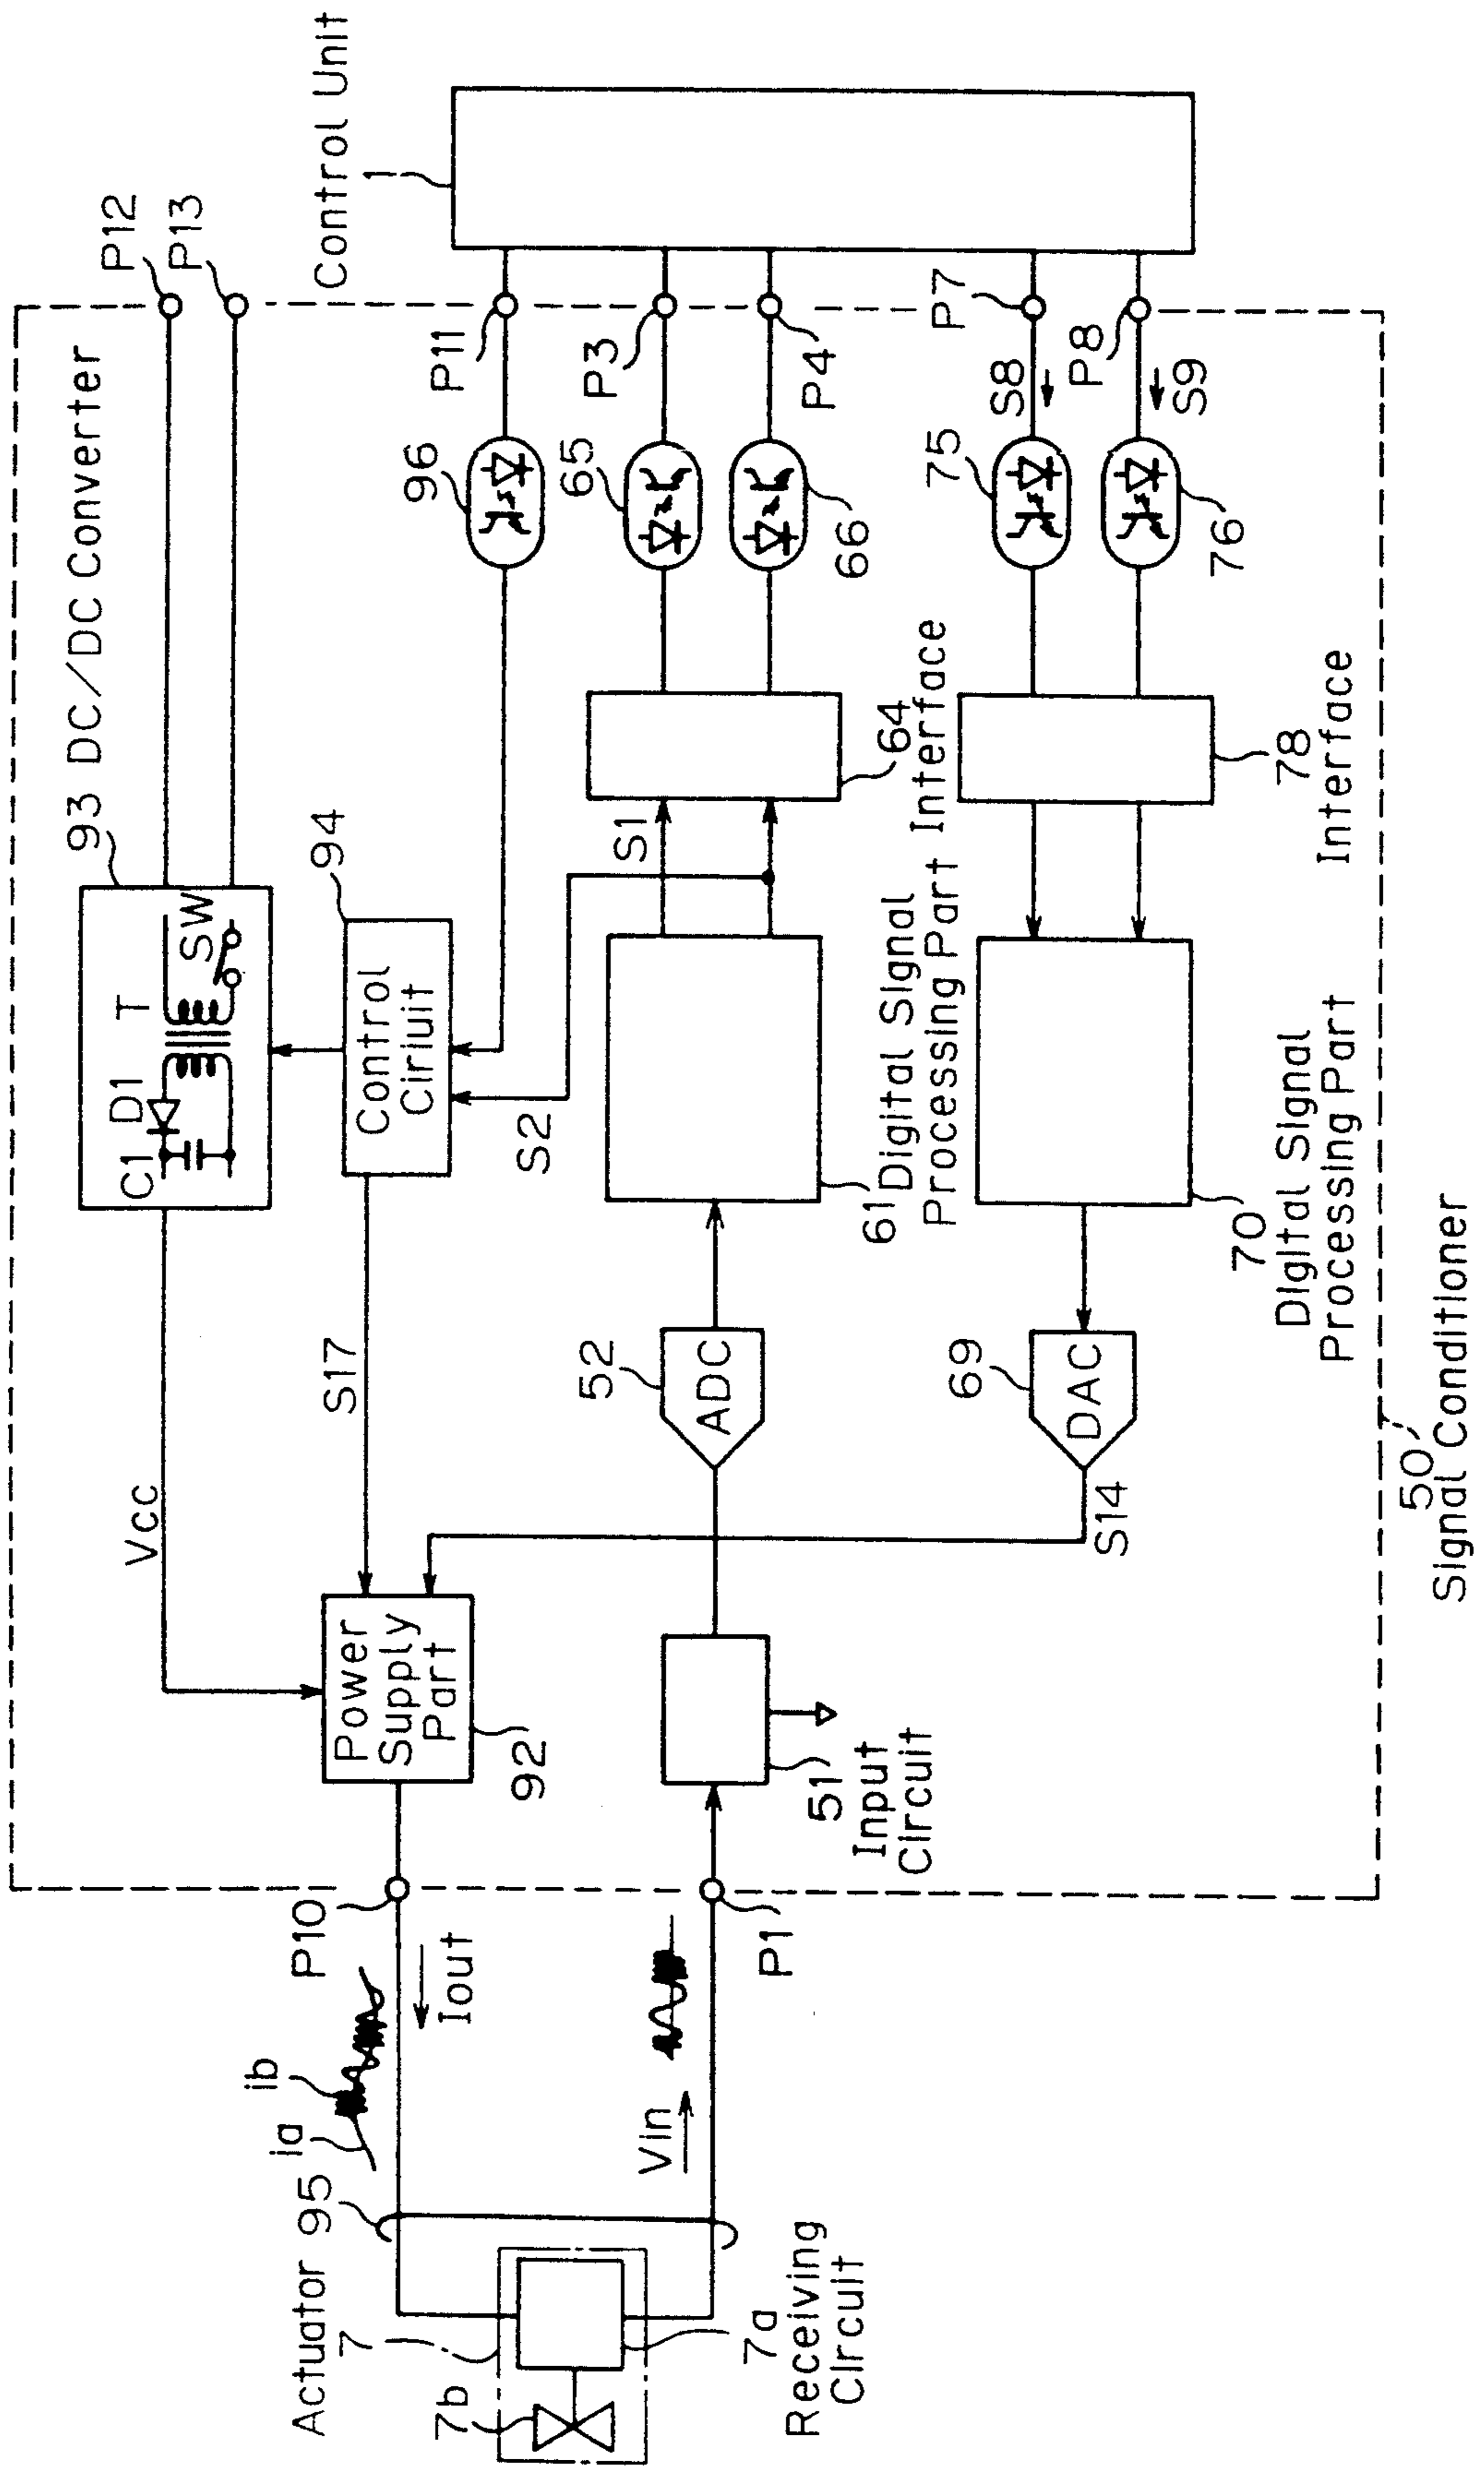 P12
P13
Control Unit
1
93 DC/DC Converter
C1
D1
T
SW
94
Control
Ciriuit
Vcc
S17
Power
Supply
Part
92
P10
Iout
ia
ib
Actuator
95
7
7b
7a
Receiving
Circuit
Vin
P1
51
Input
Circuit
52
ADC
61
Digital Signal
Processing Part
S1
S2
64
Interface
96
P11
65
P3
66
P4
75
S8
P7
76
S9
P8
78
Interface
70
Digital Signal
Processing Part
69
DAC
S14
50
Signal Conditioner